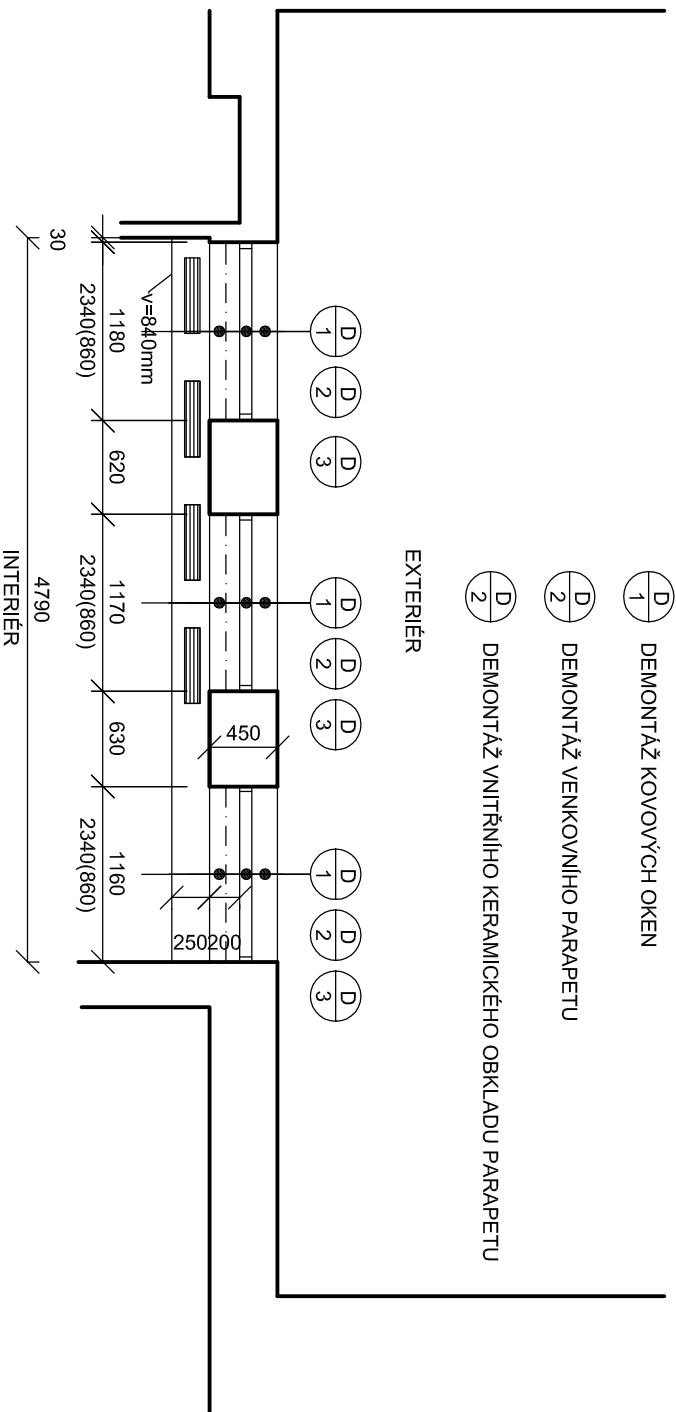 D
1
DEMONTÁŽ KOVOVÝCH OKEN
D
2
DEMONTÁŽ VENKOVNÍHO PARAPETU
D
2
DEMONTÁŽ VNITŘNÍHO KERAMICKÉHO OBKLADU PARAPETU
EXTERIÉR
D
1
D
2
D
3
D
1
D
2
D
3
D
1
D
2
D
3
450
250
200
v=840mm
30
1180
2340(860)
620
1170
2340(860)
630
1160
2340(860)
4790
INTERIÉR